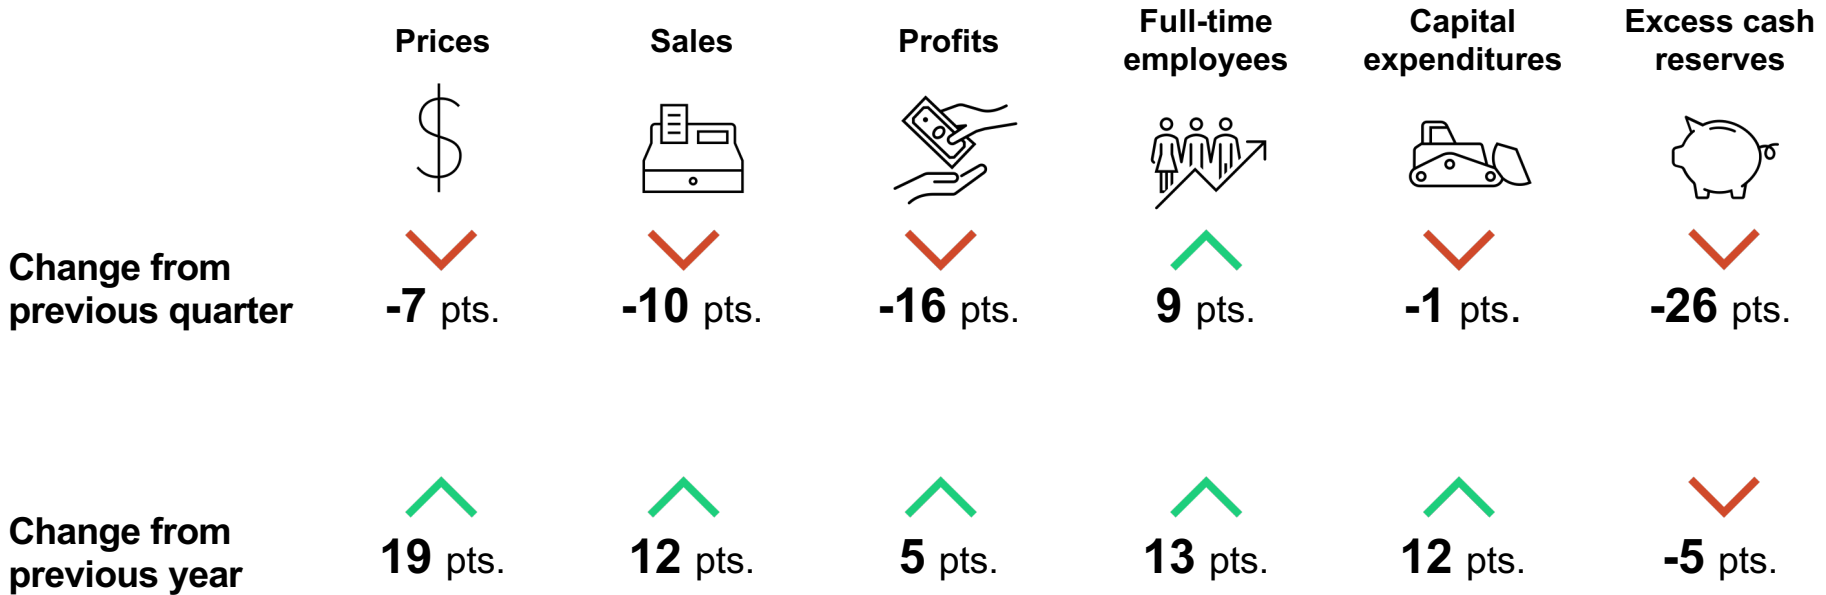 Prices
Sales
Profits
Full-time
employees
Capital
expenditures
Excess cash
reserves
Change from
previous quarter
-7 pts.
-10 pts.
-16 pts.
9 pts.
-1 pts.
-26 pts.
Change from
previous year
19 pts.
12 pts.
5 pts.
13 pts.
12 pts.
-5 pts.